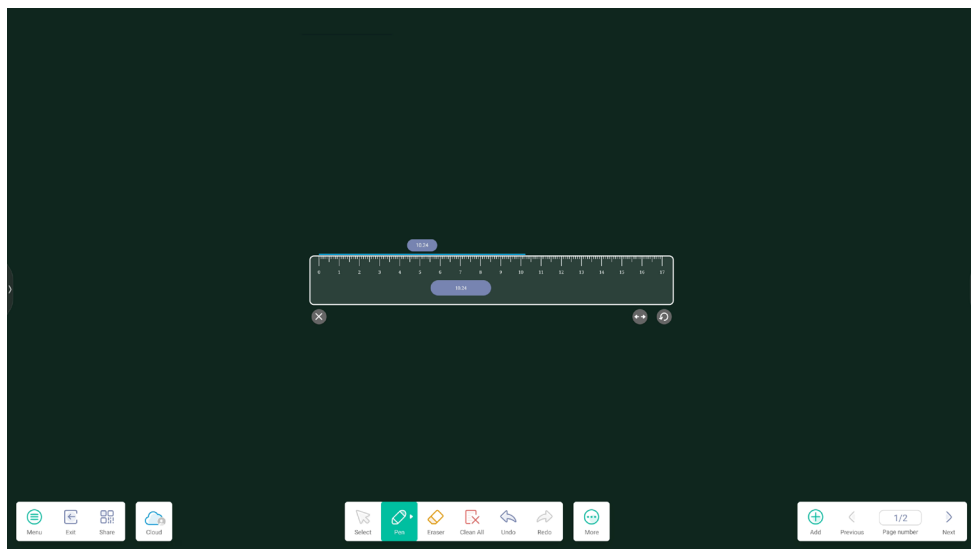 10.24
0 1 2 3 4 5 6 7 8 9 10 11 12 13 14 15 16 17
10.24
Menu Exit Share Cloud Select Pen Eraser Clean All Undo Redo More Add Previous 1/2 Page number Next